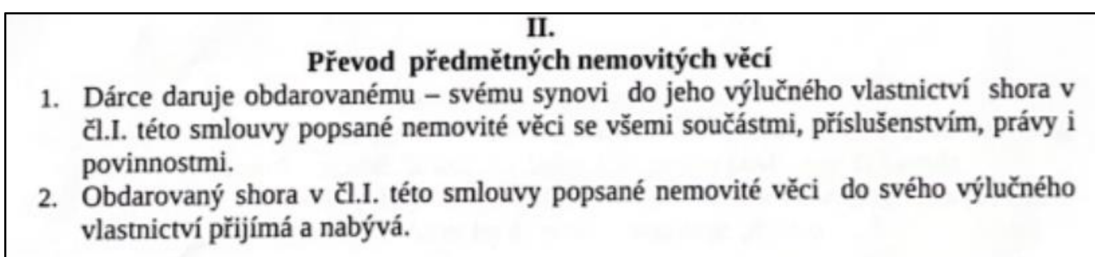 II.
Převod předmětných nemovitých věcí
1. Dárce daruje obdarovanému – svému synovi do jeho výlučného vlastnictví shora v
čl.I. této smlouvy popsané nemovité věci se všemi součástmi, příslušenstvím, právy i
povinnostmi.
2. Obdarovaný shora v čl.I. této smlouvy popsané nemovité věci do svého výlučného
vlastnictví přijímá a nabývá.